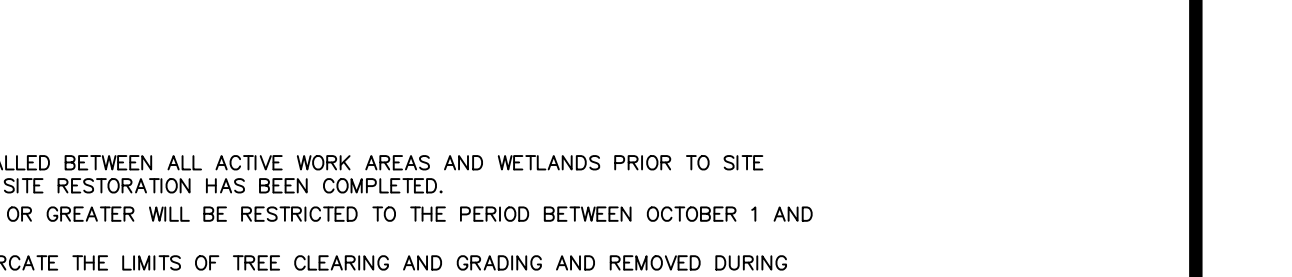 ALLED BETWEEN ALL ACTIVE WORK AREAS AND WETLANDS PRIOR TO SITE
SITE RESTORATION HAS BEEN COMPLETED.
OR GREATER WILL BE RESTRICTED TO THE PERIOD BETWEEN OCTOBER 1 AND
RCATE THE LIMITS OF TREE CLEARING AND GRADING AND REMOVED DURING